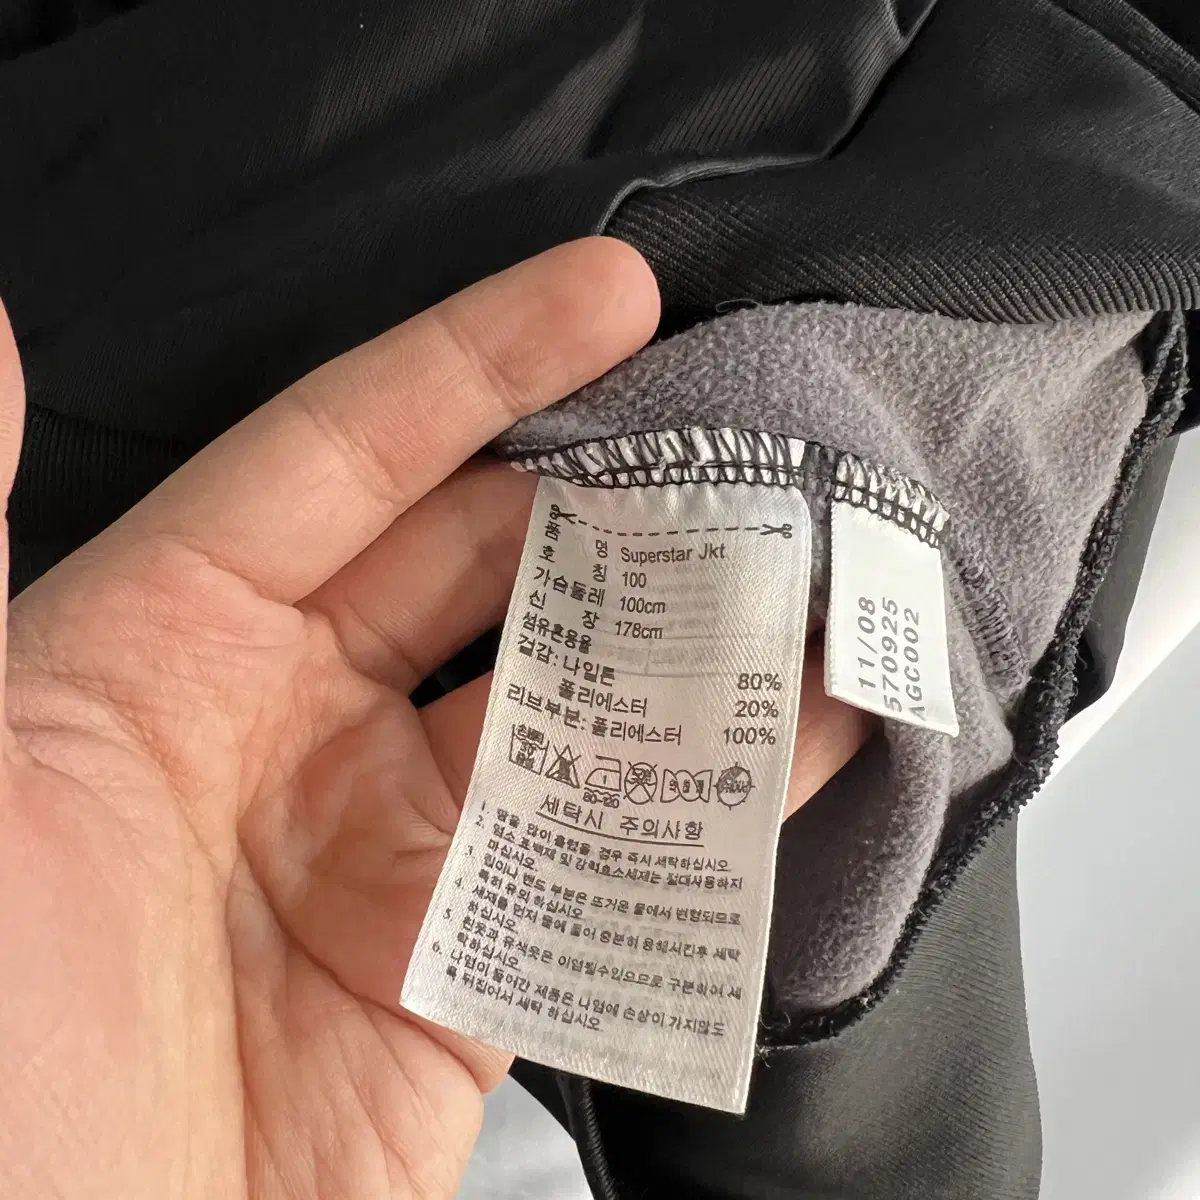 품 명 Superstar Jkt
호 칭 100
가슴둘레 100cm
신 장 178cm
섬유혼용율
겉감: 나일론 80%
폴리에스터 20%
리브부분: 폴리에스터 100%
80-120
세탁시 주의사항
1. 땀을 많이 흘렸을 경우 즉시 세탁하십시오.
2. 염소 표백제 및 강력효소세제는 절대사용하지
마십시오.
3. 립이나 밴드 부분은 뜨거운 물에서 변형되므로
특히 유의 하십시오
4. 세제를 먼저 물에 풀어 충분히 용해시킨후 세탁
하십시오.
5. 흰옷과 유색옷은 이염될수있으므로 구분하여 세
탁하십시오.
6. 나염이 들어간 제품은 나염에 손상이 가지않도
록 뒤집어서 세탁 하십시오.
11/08
570925
AGC002